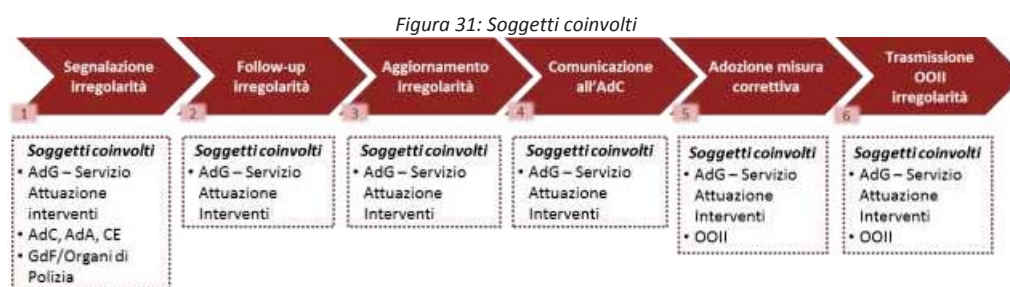 Figura 31: Soggetti coinvolti
Segnalazione
irregolarità
1
Follow-up
irregolarità
2
Aggiornamento
irregolarità
3
Comunicazione
all'AdC
4
Adozione misura
correttiva
5
Trasmissione
OOII
irregolarità
6
Soggetti coinvolti
• AdG – Servizio
Attuazione
interventi
• AdC, AdA, CE
• GdF/Organi di
Polizia
Soggetti coinvolti
• AdG – Servizio
Attuazione
Interventi
Soggetti coinvolti
• AdG – Servizio
Attuazione
Interventi
Soggetti coinvolti
• AdG – Servizio
Attuazione
Interventi
Soggetti coinvolti
• AdG – Servizio
Attuazione
Interventi
• OOII
Soggetti coinvolti
• AdG – Servizio
Attuazione
Interventi
• OOII